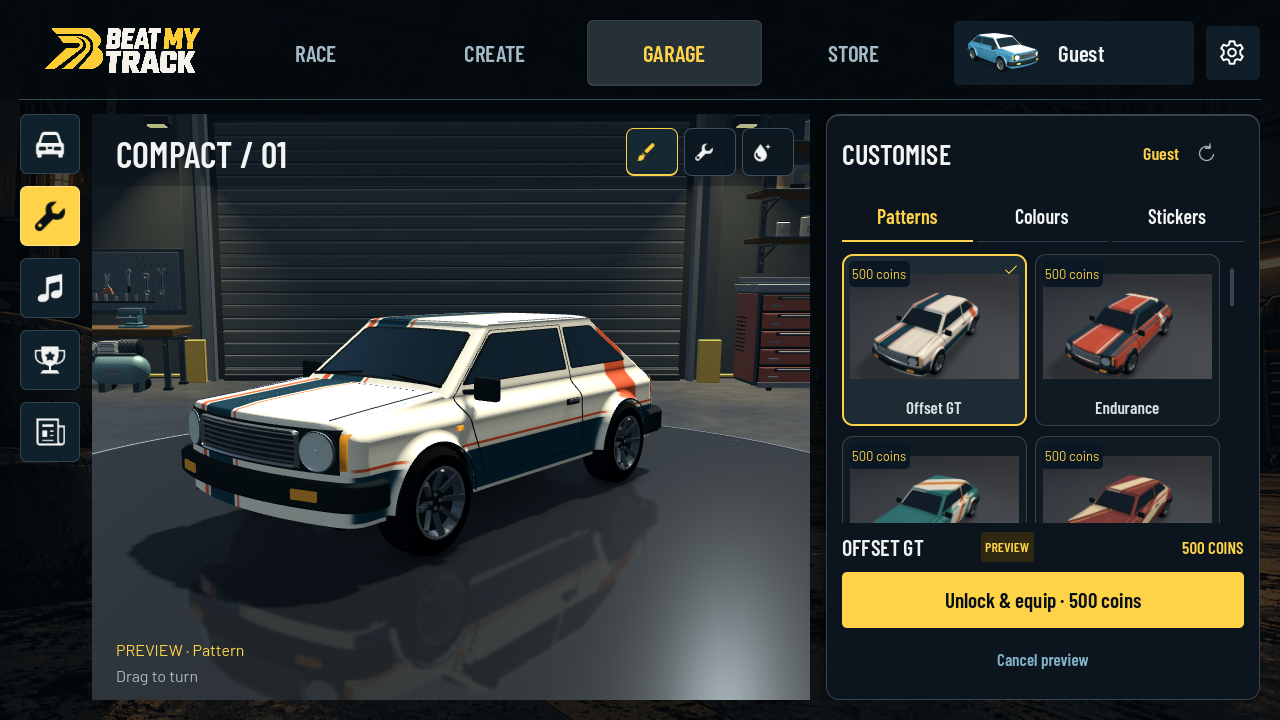 BEAT MY
TRACK
RACE
CREATE
GARAGE
STORE
Guest
COMPACT / 01
CUSTOMISE
Guest
Patterns
Colours
Stickers
500 coins
500 coins
Offset GT
Endurance
500 coins
500 coins
OFFSET GT
PREVIEW
500 COINS
Unlock & equip · 500 coins
Cancel preview
PREVIEW · Pattern
Drag to turn